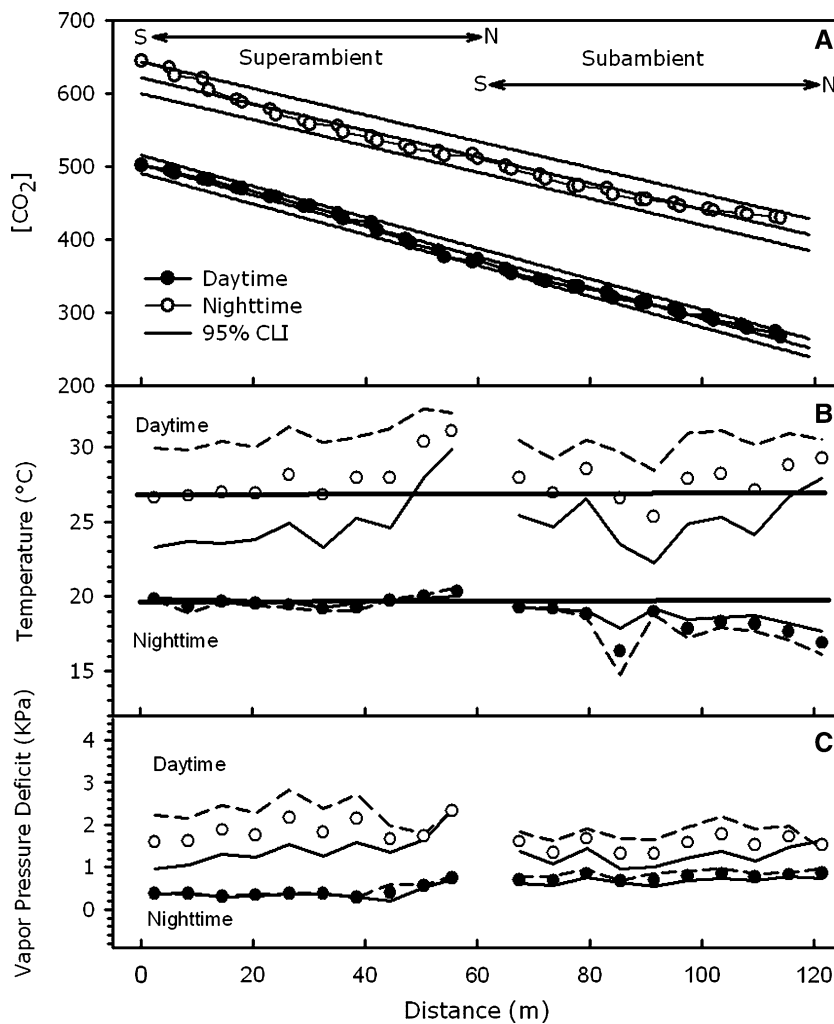 700
600
500
400
300
200
[CO2]
A
S
N
Superambient
Subambient
S
N
Daytime
Nighttime
95% CLI
30
25
20
15
Temperature (°C)
B
Daytime
Nighttime
4
3
2
1
0
Vapor Pressure Deficit (KPa)
C
Daytime
Nighttime
0 20 40 60 80 100 120
Distance (m)